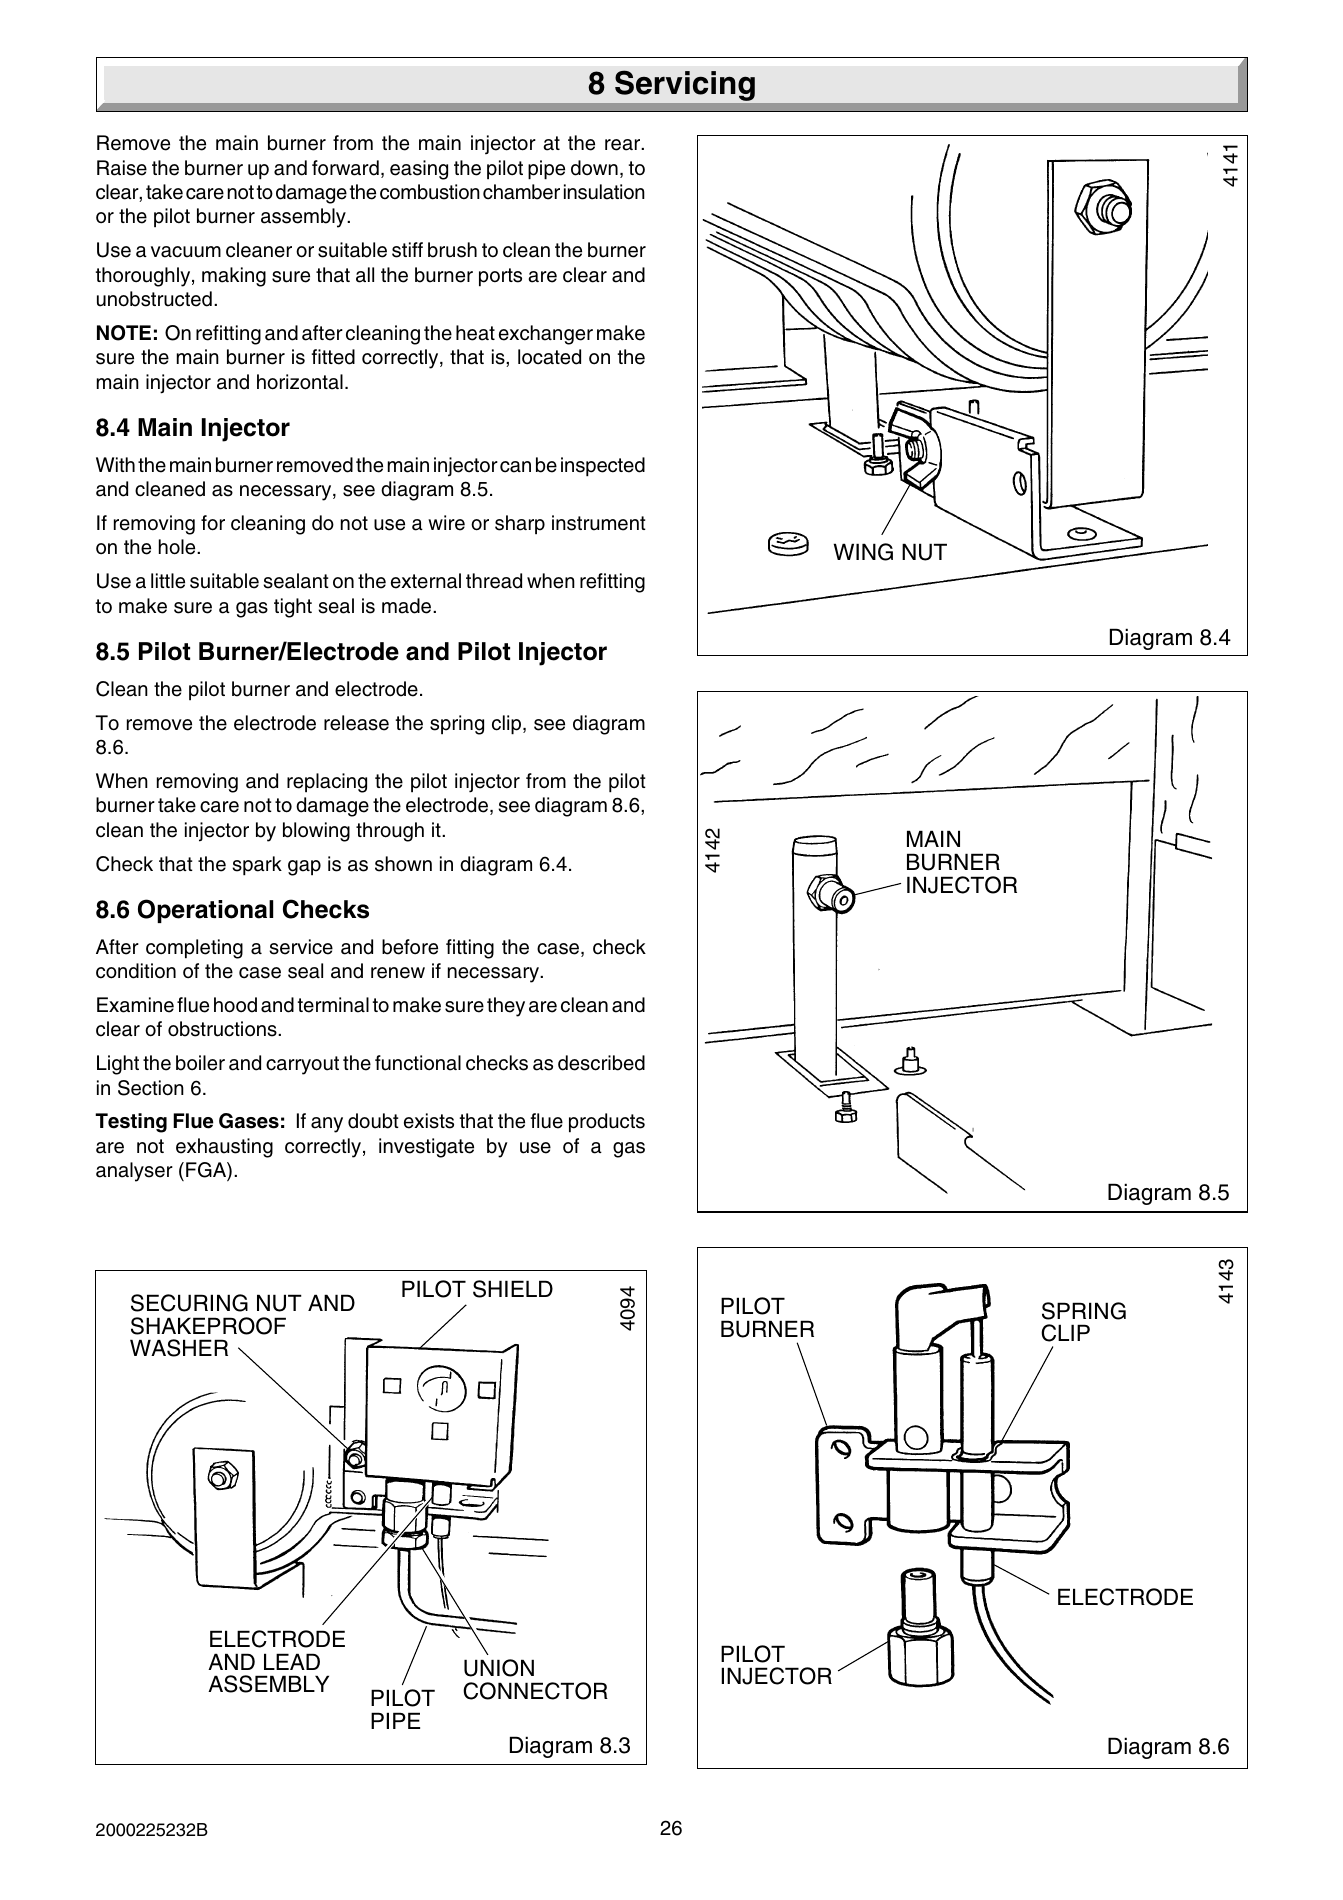 8 Servicing
Remove the main burner from the main injector at the rear.
Raise the burner up and forward, easing the pilot pipe down, to
clear, take care not to damage the combustion chamber insulation
or the pilot burner assembly.
Use a vacuum cleaner or suitable stiff brush to clean the burner
thoroughly, making sure that all the burner ports are clear and
unobstructed.
NOTE: On refitting and after cleaning the heat exchanger make
sure the main burner is fitted correctly, that is, located on the
main injector and horizontal.
8.4 Main Injector
With the main burner removed the main injector can be inspected
and cleaned as necessary, see diagram 8.5.
If removing for cleaning do not use a wire or sharp instrument
on the hole.
Use a little suitable sealant on the external thread when refitting
to make sure a gas tight seal is made.
8.5 Pilot Burner/Electrode and Pilot Injector
Clean the pilot burner and electrode.
To remove the electrode release the spring clip, see diagram
8.6.
When removing and replacing the pilot injector from the pilot
burner take care not to damage the electrode, see diagram 8.6,
clean the injector by blowing through it.
Check that the spark gap is as shown in diagram 6.4.
8.6 Operational Checks
After completing a service and before fitting the case, check
condition of the case seal and renew if necessary.
Examine flue hood and terminal to make sure they are clean and
clear of obstructions.
Light the boiler and carryout the functional checks as described
in Section 6.
Testing Flue Gases: If any doubt exists that the flue products
are not exhausting correctly, investigate by use of a gas
analyser (FGA).
SECURING NUT AND
SHAKEPROOF
WASHER
PILOT SHIELD
4094
ELECTRODE
AND LEAD
ASSEMBLY
PILOT
PIPE
UNION
CONNECTOR
Diagram 8.3
4141
WING NUT
Diagram 8.4
4142
MAIN
BURNER
INJECTOR
Diagram 8.5
4143
PILOT
BURNER
SPRING
CLIP
ELECTRODE
PILOT
INJECTOR
Diagram 8.6
2000225232B
26